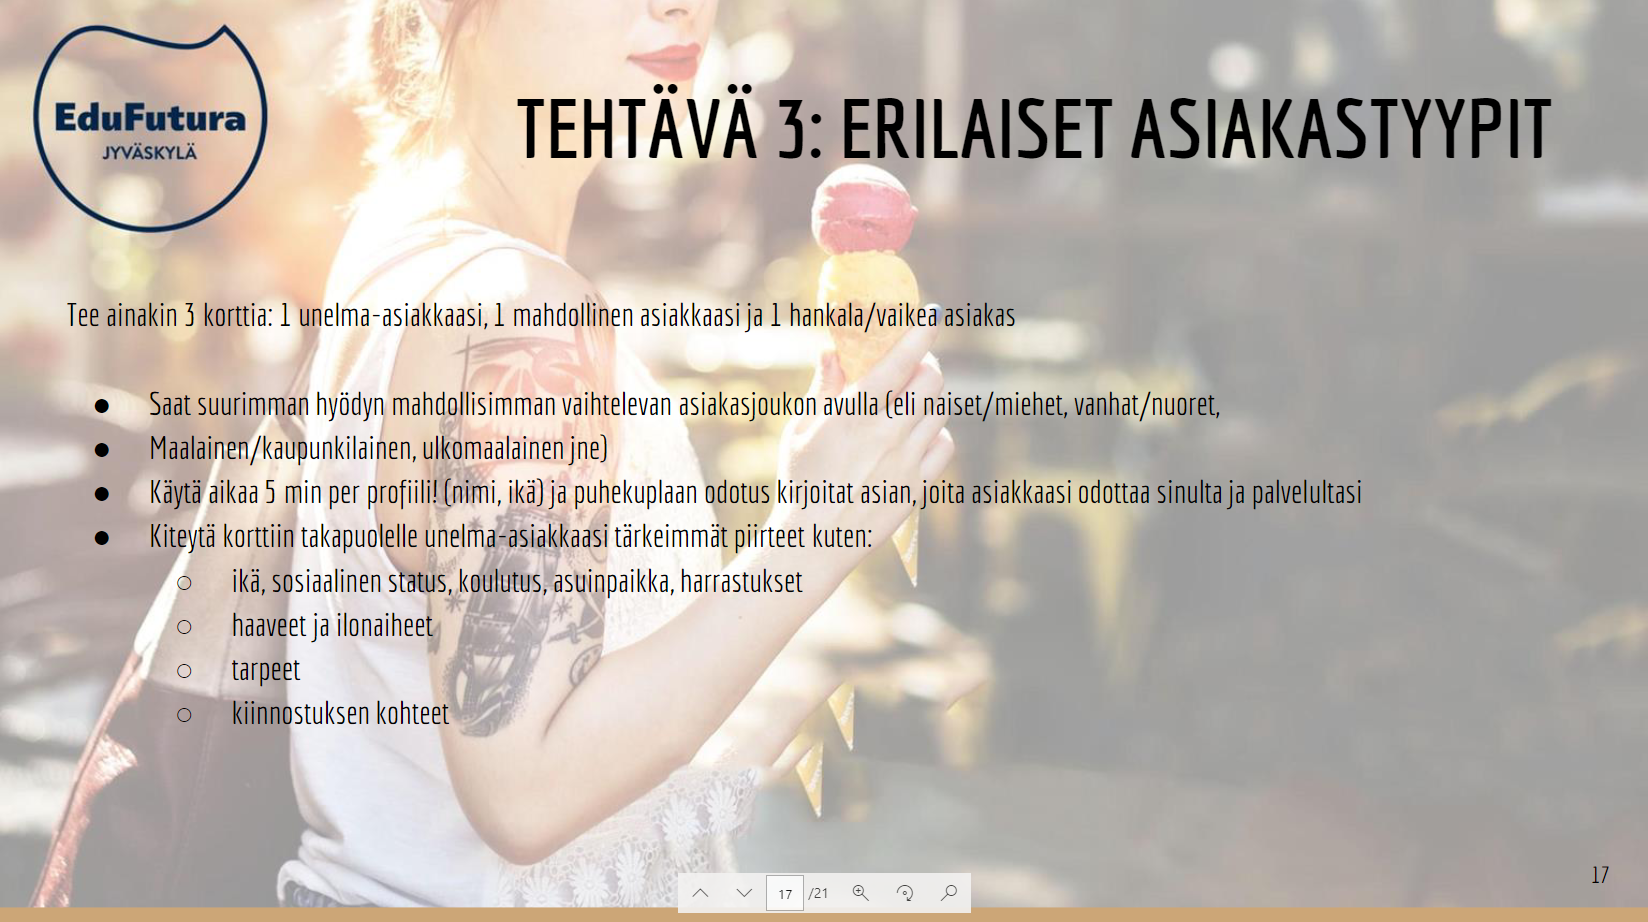 EduFutura
JYVÄSKYLÄ
TEHTÄVÄ 3: ERILAISET ASIAKASTYYPIT
Tee ainakin 3 korttia: 1 unelma-asiakkaasi, 1 mahdollinen asiakkaasi ja 1 hankala/vaikea asiakas
● Saat suurimman hyödyn mahdollisimman vaihtelevan asiakasjoukon avulla (eli naiset/miehet, vanhat/nuoret,
● Maalainen/kaupunkilainen, ulkomaalainen jne)
● Käytä aikaa 5 min per profiili! (nimi, ikä) ja puhekuplaan odotus kirjoitat asian, joita asiakkaasi odottaa sinulta ja palvelultasi
● Kiteytä korttiin takapuolelle unelma-asiakkaasi tärkeimmät piirteet kuten:
○ ikä, sosiaalinen status, koulutus, asuinpaikka, harrastukset
○ haaveet ja ilonaiheet
○ tarpeet
○ kiinnostuksen kohteet
17
17 /21